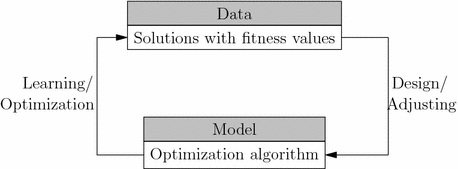 Data
Solutions with fitness values
Learning/
Optimization
Design/
Adjusting
Model
Optimization algorithm